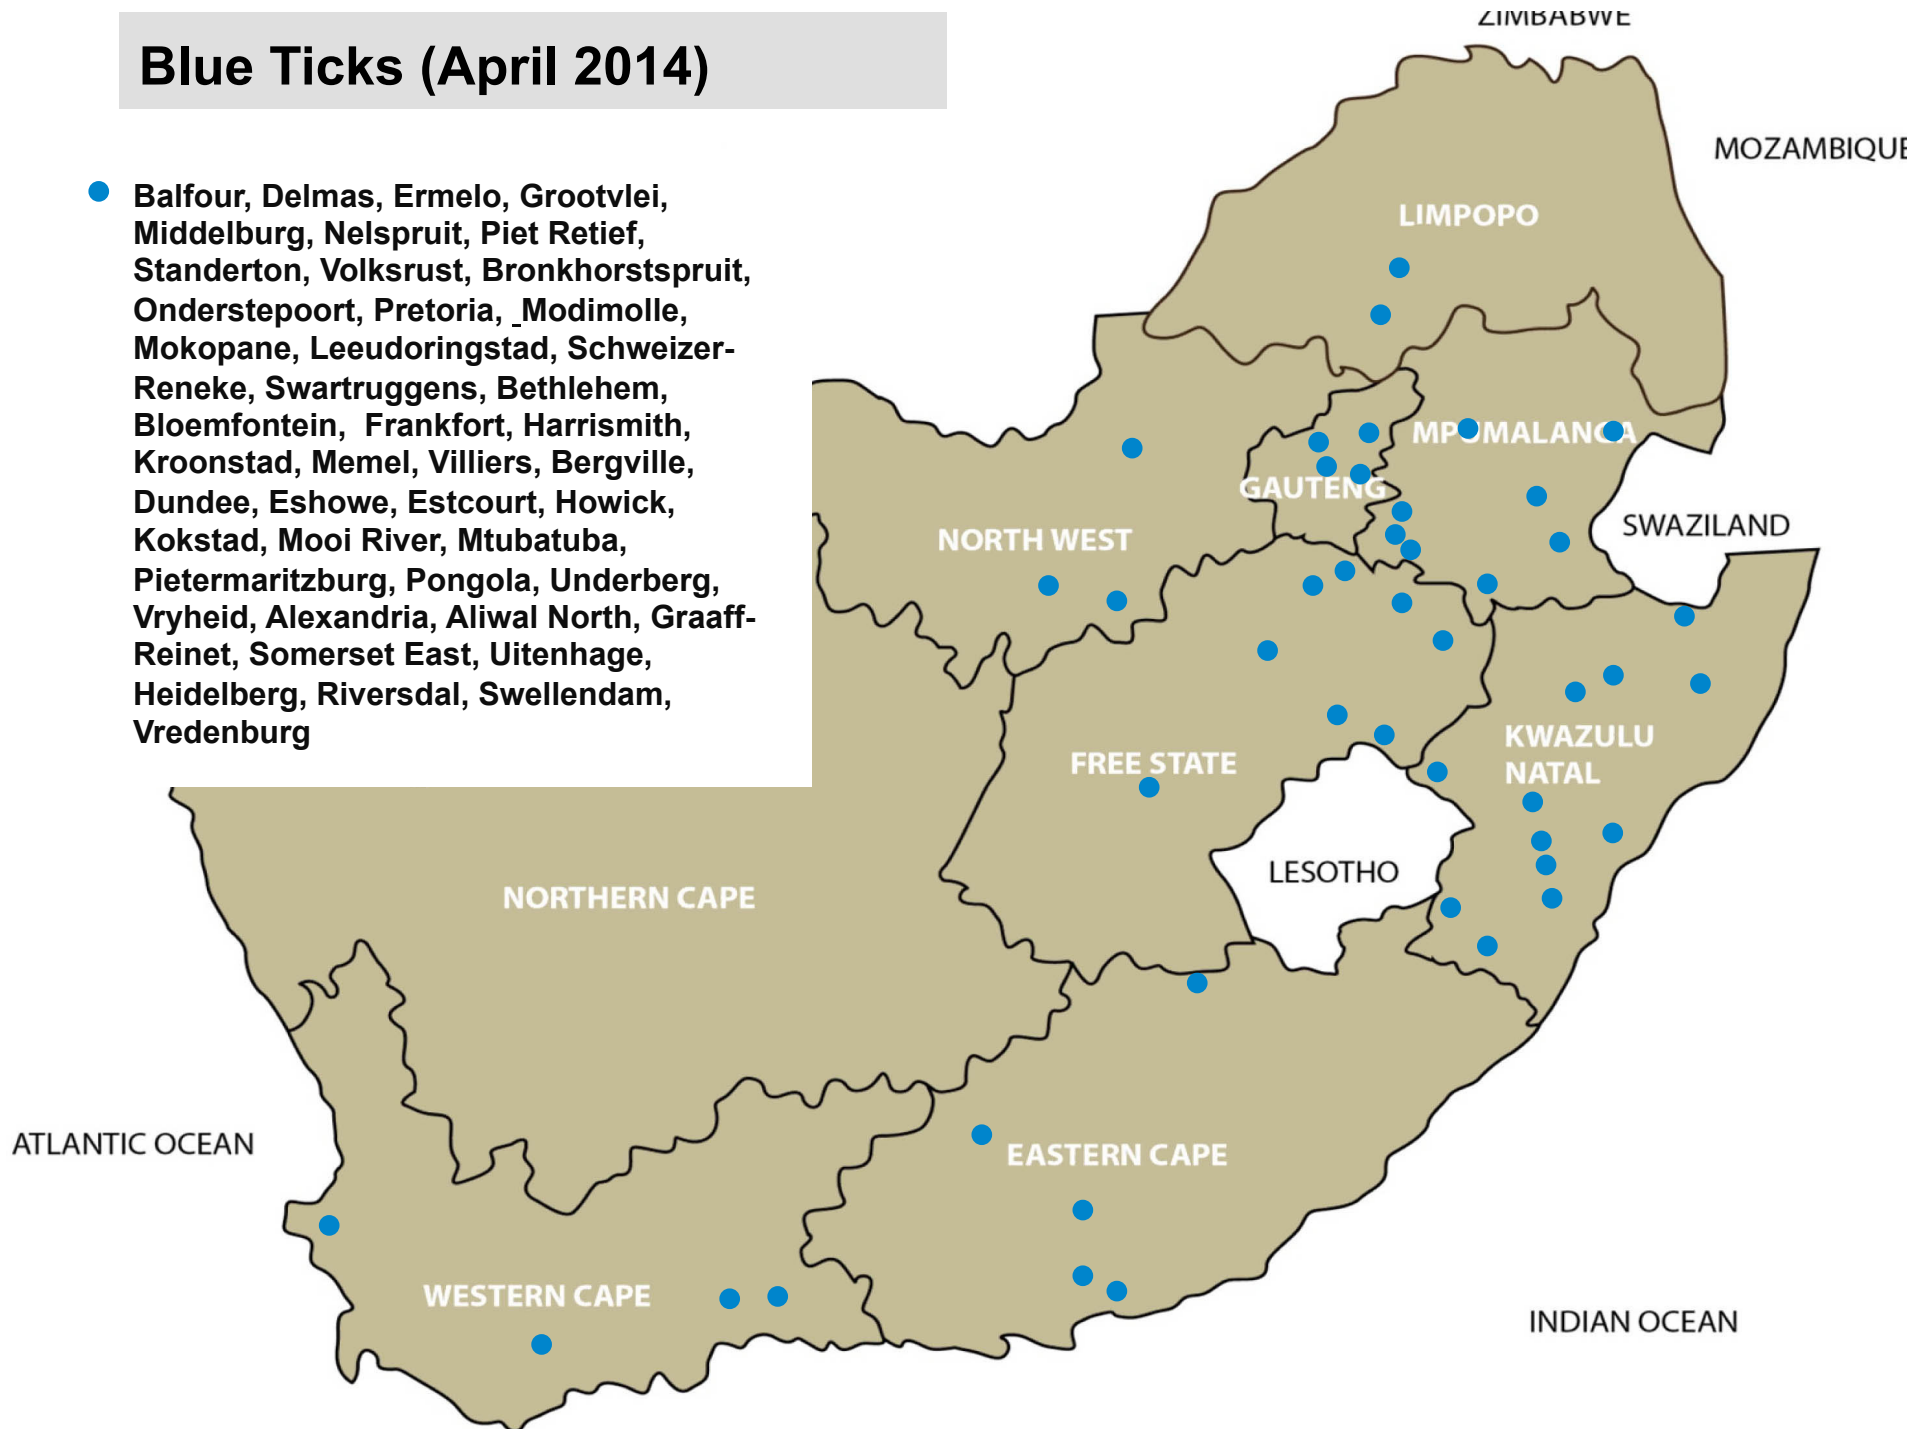 ZIMBABWE
Blue Ticks (April 2014)
MOZAMBIQUE
Balfour, Delmas, Ermelo, Grootvlei,
Middelburg, Nelspruit, Piet Retief,
Standerton, Volksrust, Bronkhorstspruit,
Onderstepoort, Pretoria, _Modimolle,
Mokopane, Leeudoringstad, Schweizer-
Reneke, Swartruggens, Bethlehem,
Bloemfontein, Frankfort, Harrismith,
Kroonstad, Memel, Villiers, Bergville,
Dundee, Eshowe, Estcourt, Howick,
Kokstad, Mooi River, Mtubatuba,
Pietermaritzburg, Pongola, Underberg,
Vryheid, Alexandria, Aliwal North, Graaff-
Reinet, Somerset East, Uitenhage,
Heidelberg, Riversdal, Swellendam,
Vredenburg
LIMPOPO
MPUMALANGA
GAUTENG
NORTH WEST
SWAZILAND
KWAZULU
NATAL
FREE STATE
LESOTHO
NORTHERN CAPE
ATLANTIC OCEAN
EASTERN CAPE
WESTERN CAPE
INDIAN OCEAN